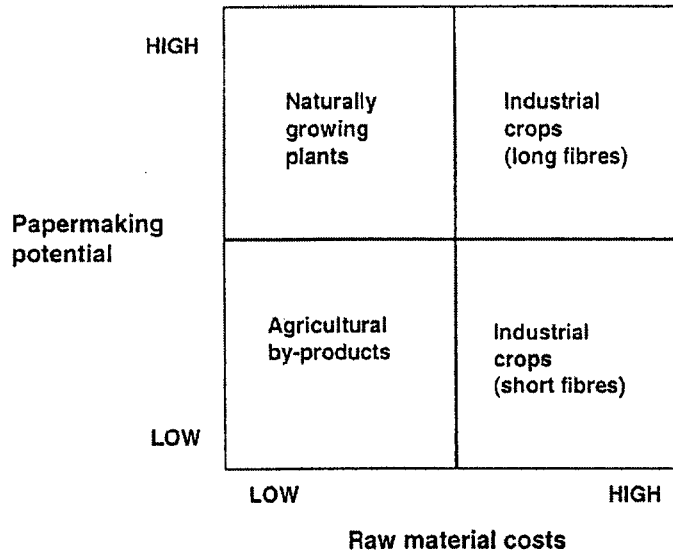 HIGH
Naturally
growing
plants
Industrial
crops
(long fibres)
Papermaking
potential
Agricultural
by-products
Industrial
crops
(short fibres)
LOW
LOW
HIGH
Raw material costs